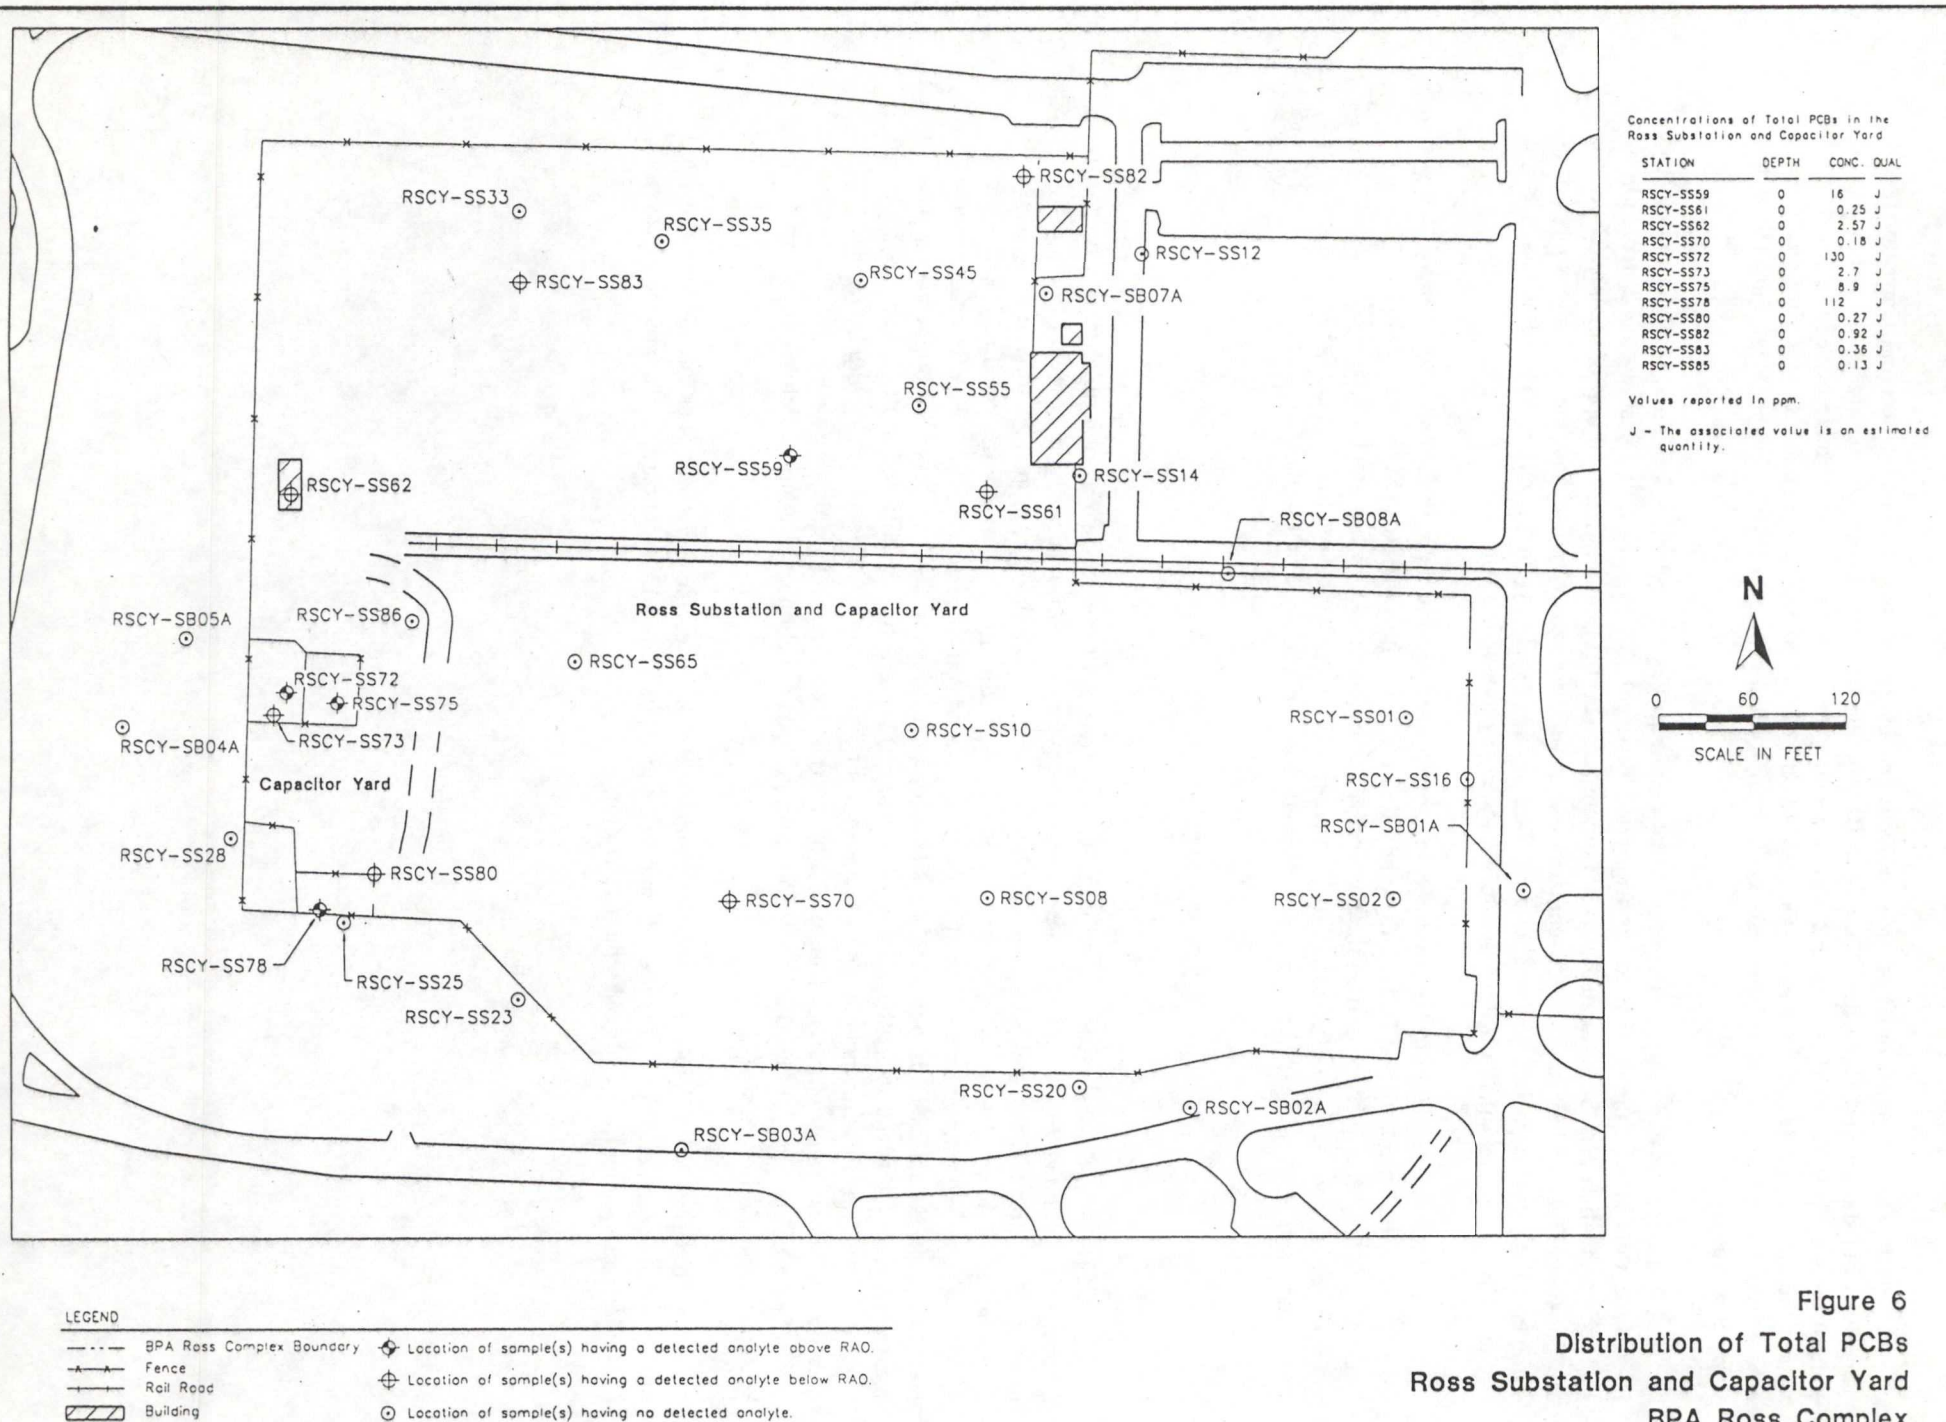 Concentrations of Total PCBs in the
Ross Substation and Capacitor Yard
STATION DEPTH CONC. QUAL
RSCY-SS59 0 16 J
RSCY-SS61 0 0.25 J
RSCY-SS62 0 2.57 J
RSCY-SS70 0 0.18 J
RSCY-SS72 0 130 J
RSCY-SS73 0 2.7 J
RSCY-SS75 0 8.9 J
RSCY-SS78 0 112 J
RSCY-SS80 0 0.27 J
RSCY-SS82 0 0.92 J
RSCY-SS83 0 0.36 J
RSCY-SS85 0 0.13 J
Values reported in ppm.
J - The associated value is an estimated
quantity.
RSCY-SS82
RSCY-SS33
RSCY-SS35
RSCY-SS12
RSCY-SS83
RSCY-SS45
RSCY-SB07A
RSCY-SS55
RSCY-SS59
RSCY-SS14
RSCY-SS62
RSCY-SS61
RSCY-SB08A
Ross Substation and Capacitor Yard
RSCY-SB05A
RSCY-SS86
RSCY-SS65
RSCY-SS72
RSCY-SS75
RSCY-SS73
RSCY-SB04A
RSCY-SS10
RSCY-SS01
Capacitor Yard
RSCY-SS16
RSCY-SB01A
RSCY-SS28
RSCY-SS80
RSCY-SS70
RSCY-SS08
RSCY-SS02
RSCY-SS78
RSCY-SS25
RSCY-SS23
RSCY-SS20
RSCY-SB02A
RSCY-SB03A
N
0 60 120
SCALE IN FEET
LEGEND
BPA Ross Complex Boundary
Fence
Rail Road
Building
Location of sample(s) having a detected analyte above RAO.
Location of sample(s) having a detected analyte below RAO.
Location of sample(s) having no detected analyte.
Figure 6
Distribution of Total PCBs
Ross Substation and Capacitor Yard
BPA Ross Complex